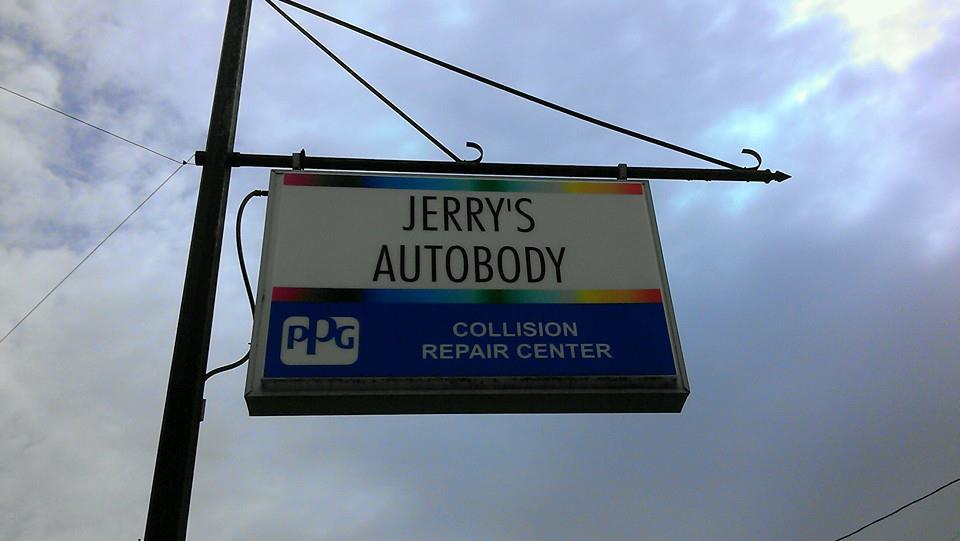 JERRY'S
AUTOBODY
PPG
COLLISION
REPAIR CENTER